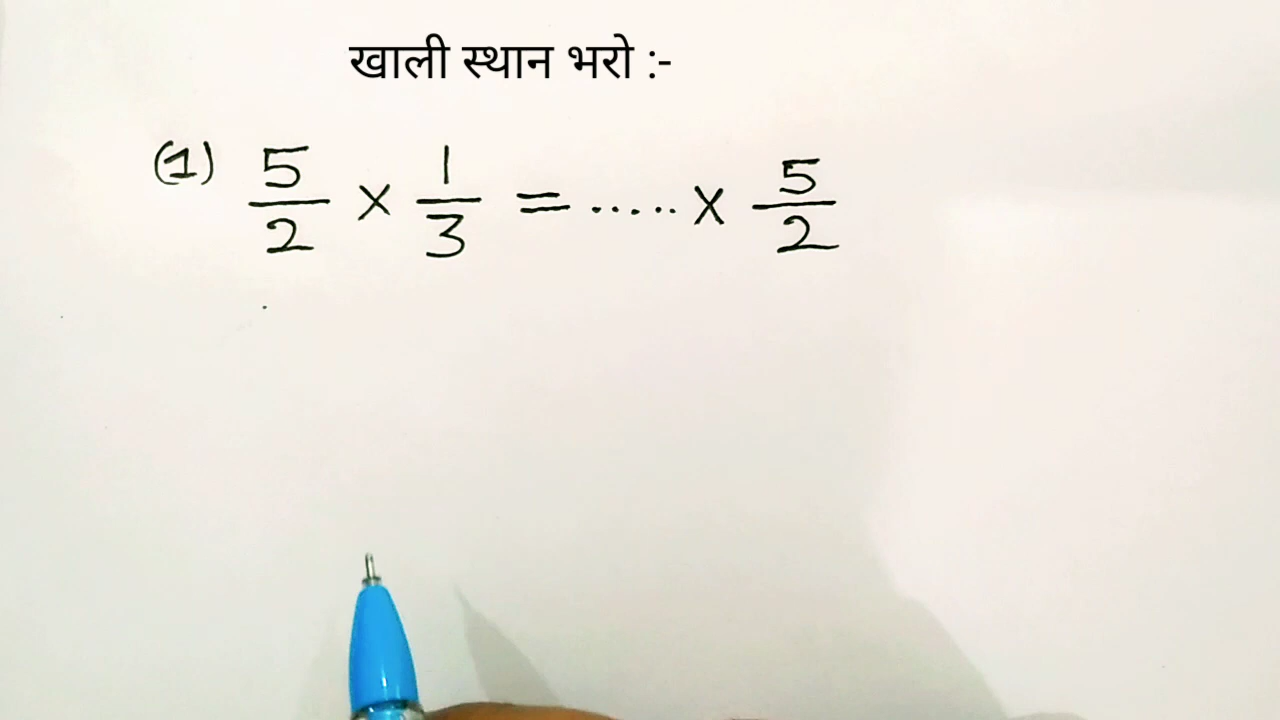 खाली स्थान भरो :-
(1) 5/2 × 1/3 = ..... × 5/2